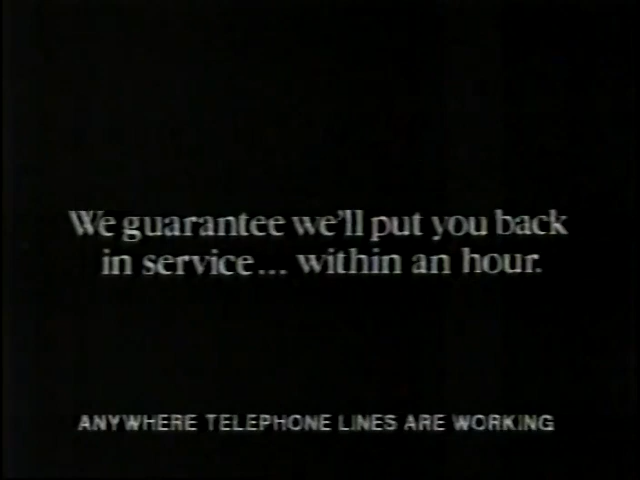 We guarantee we'll put you back
in service... within an hour.
ANYWHERE TELEPHONE LINES ARE WORKING